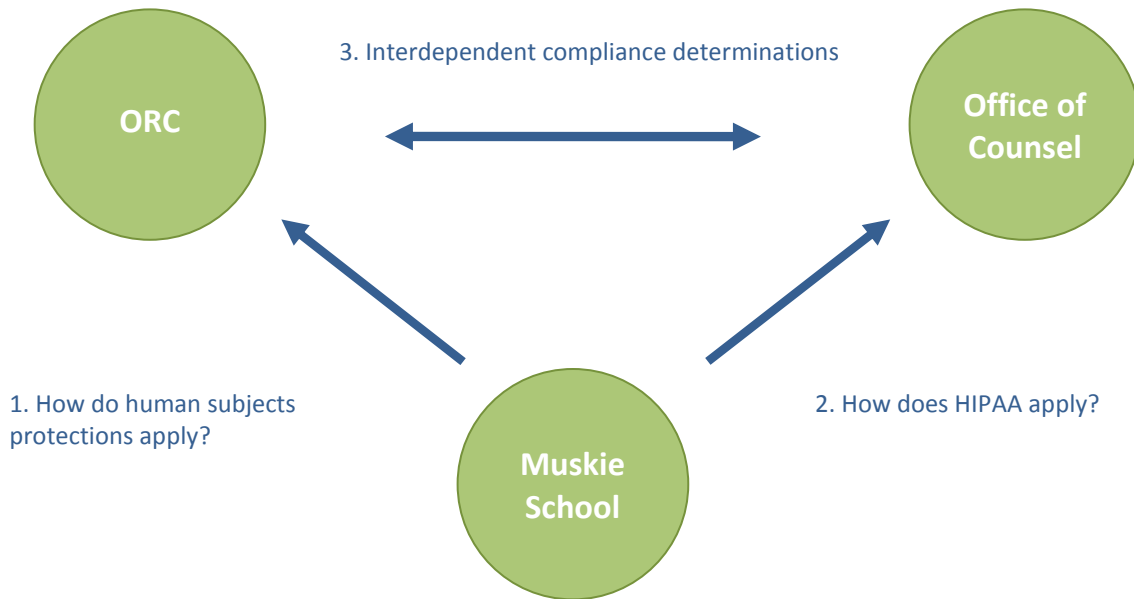 3. Interdependent compliance determinations
ORC
Office of
Counsel
1. How do human subjects
protections apply?
2. How does HIPAA apply?
Muskie
School